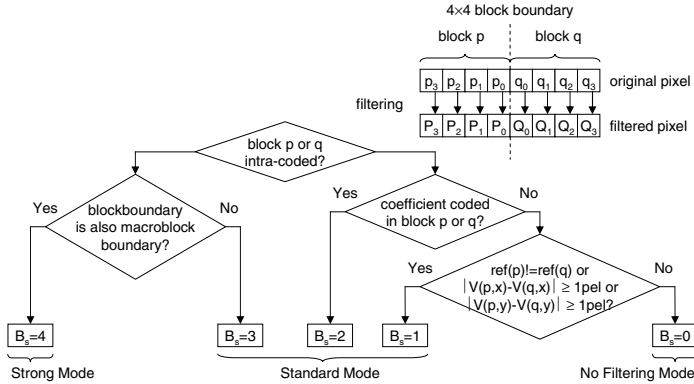 4×4 block boundary
block p
block q
p3 p2 p1 p0 q0 q1 q2 q3
original pixel
filtering
P3 P2 P1 P0 Q0 Q1 Q2 Q3
filtered pixel
block p or q
intra-coded?
Yes
blockboundary
is also macroblock
boundary?
No
Yes
coefficient coded
in block p or q?
No
Yes
ref(p)!=ref(q) or
|V(p,x)-V(q,x)| ≥ 1pel or
|V(p,y)-V(q,y)| ≥ 1pel?
No
Bs=4
Bs=3
Bs=2
Bs=1
Bs=0
Strong Mode
Standard Mode
No Filtering Mode